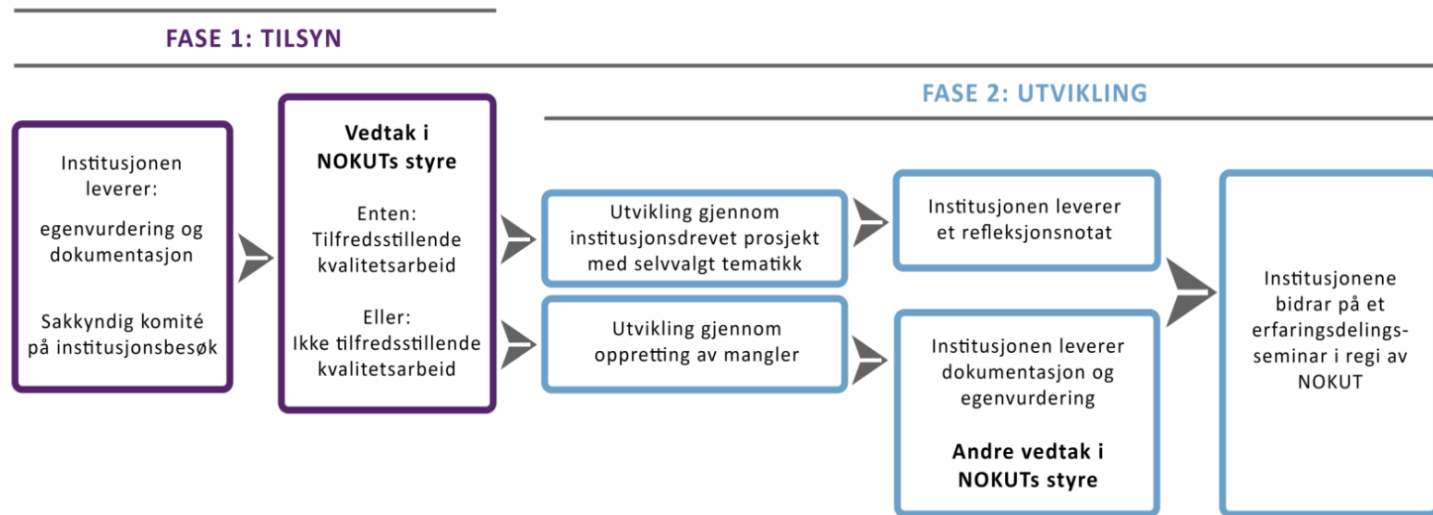 FASE 1: TILSYN
FASE 2: UTVIKLING
Institusjonen
leverer:
egenvurdering og
dokumentasjon
Sakkyndig komité
på institusjonsbesøk
Vedtak i
NOKUTs styre
Enten:
Tilfredsstillende
kvalitetsarbeid
Eller:
Ikke tilfredsstillende
kvalitetsarbeid
Utvikling gjennom
institusjonsdrevet prosjekt
med selvvalgt tematikk
Utvikling gjennom
oppretting av mangler
Institusjonen leverer
et refleksjonsnotat
Institusjonen leverer
dokumentasjon og
egenvurdering
Andre vedtak i
NOKUTs styre
Institusjonene
bidrar på et
erfaringsdelings-
seminar i regi av
NOKUT